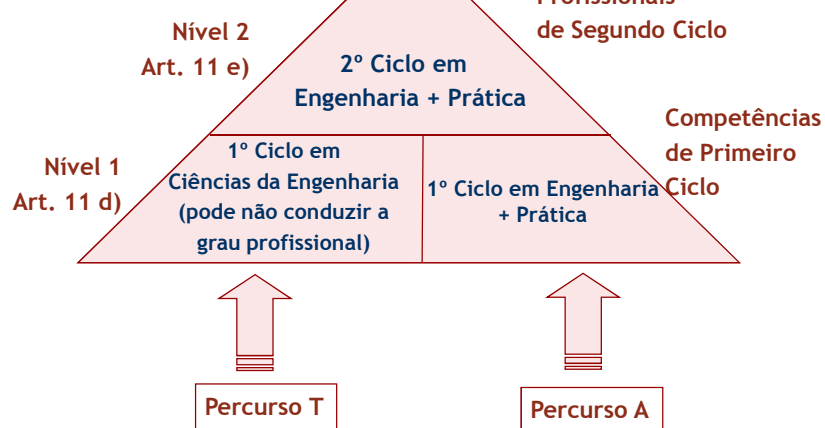 Profissionais
de Segundo Ciclo
Nível 2
Art. 11 e)
2º Ciclo em
Engenharia + Prática
Competências
de Primeiro
Ciclo
Nível 1
Art. 11 d)
1º Ciclo em
Ciências da Engenharia
(pode não conduzir a
grau profissional)
1º Ciclo em Engenharia
+ Prática
Percurso T
Percurso A